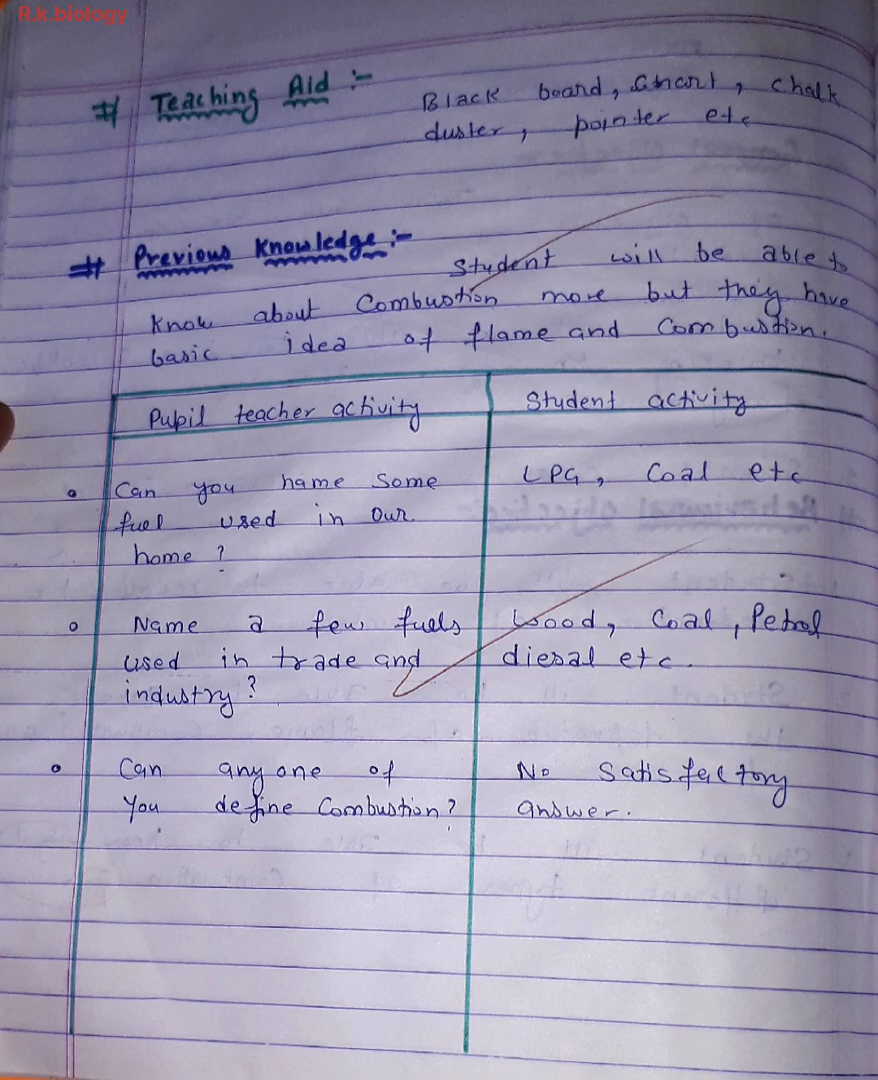 R.k.biology
# Teaching Aid :-
Black board, Chart, chalk
duster, pointer etc
# Previous Knowledge :-
Student will be able to
Know about Combustion more but they have
basic idea of flame and Combustion.
Pupil teacher activity
Student activity
Can you name some
fuel used in our
home ?
LPG, Coal etc
Name a few fuels
used in trade and
industry ?
Wood, Coal, Petrol
diesal etc.
Can any one of
You define Combustion ?
No Satisfactory
answer.